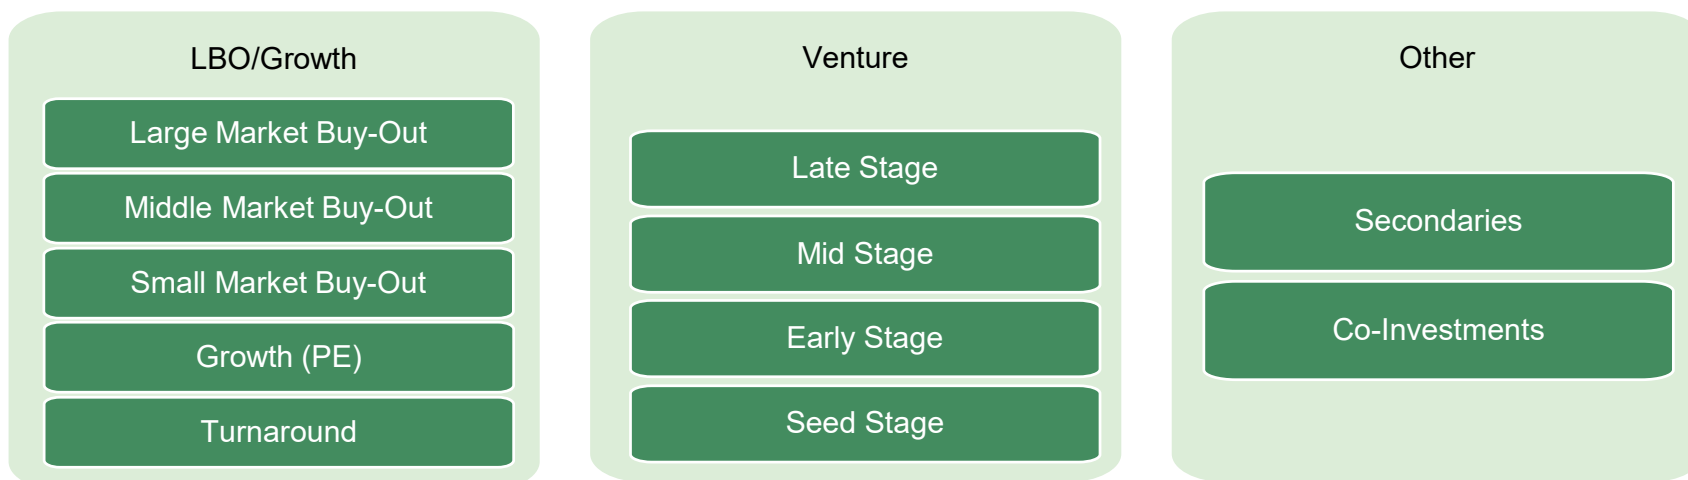 LBO/Growth
Large Market Buy-Out
Middle Market Buy-Out
Small Market Buy-Out
Growth (PE)
Turnaround
Venture
Late Stage
Mid Stage
Early Stage
Seed Stage
Other
Secondaries
Co-Investments